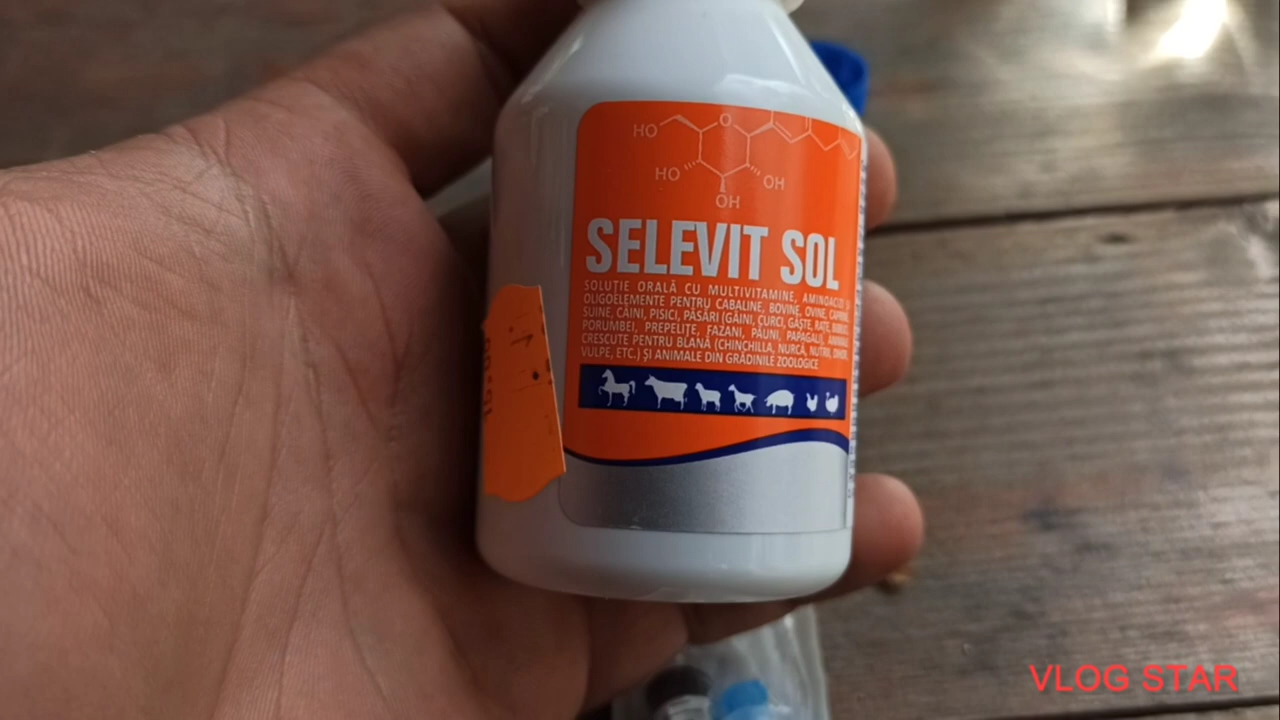 HO
O
HO
OH
OH
SELEVIT SOL
SOLUȚIE ORALĂ CU MULTIVITAMINE, AMINOACIZI ȘI
OLIGOELEMENTE PENTRU CABALINE, BOVINE, OVINE, CAPRINE,
SUINE, CÂINI, PISICI, PĂSĂRI (GĂINI, CURCI, GÂȘTE, RAȚE,
PORUMBEI, PREPELIȚE, FAZANI, PĂUNI, PAPAGALI), ANIMALE
CRESCUTE PENTRU BLANĂ (CHINCHILLA, NURCĂ, NUTRII,
VULPE, ETC.) ȘI ANIMALE DIN GRĂDINILE ZOOLOGICE
VLOG STAR